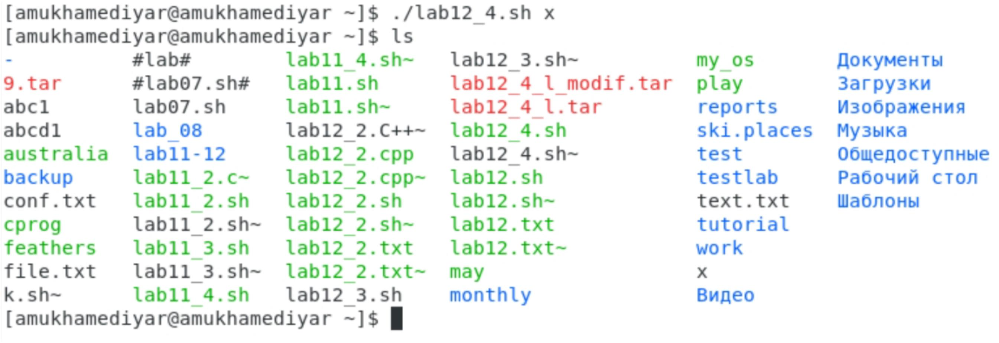 [amukhamediyar@amukhamediyar ~]$ ./lab12_4.sh x
[amukhamediyar@amukhamediyar ~]$ ls
- #lab# lab11_4.sh~ lab12_3.sh~ my_os Документы
9.tar #lab07.sh# lab11.sh lab12_4_l_modif.tar play Загрузки
abc1 lab07.sh lab11.sh~ lab12_4_l.tar reports Изображения
abcd1 lab_08 lab12_2.C++~ lab12_4.sh ski.places Музыка
australia lab11-12 lab12_2.cpp lab12_4.sh~ test Общедоступные
backup lab11_2.c~ lab12_2.cpp~ lab12.sh testlab Рабочий стол
conf.txt lab11_2.sh lab12_2.sh lab12.sh~ text.txt Шаблоны
cprog lab11_2.sh~ lab12_2.sh~ lab12.txt tutorial
feathers lab11_3.sh lab12_2.txt lab12.txt~ work
file.txt lab11_3.sh~ lab12_2.txt~ may x
k.sh~ lab11_4.sh lab12_3.sh monthly Видео
[amukhamediyar@amukhamediyar ~]$